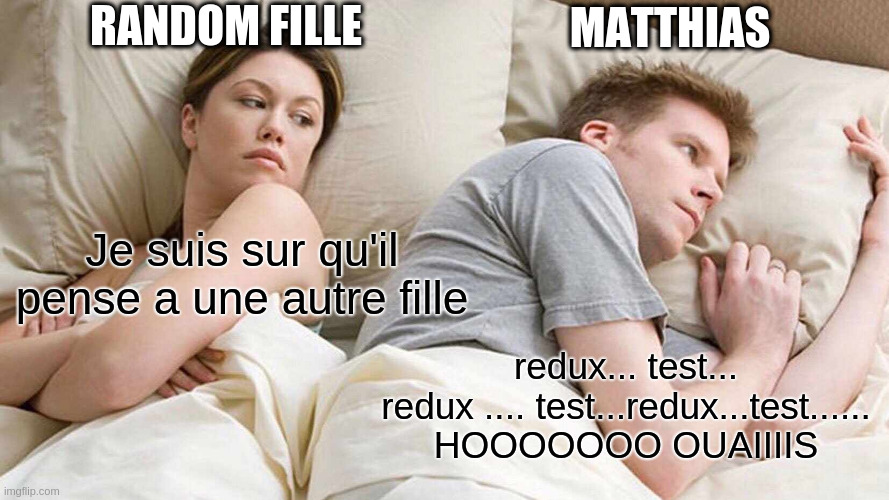 RANDOM FILLE
MATTHIAS
Je suis sur qu'il
pense a une autre fille
redux... test...
redux .... test...redux...test......
HOOOOOOO OUAIIIIS
imgflip.com